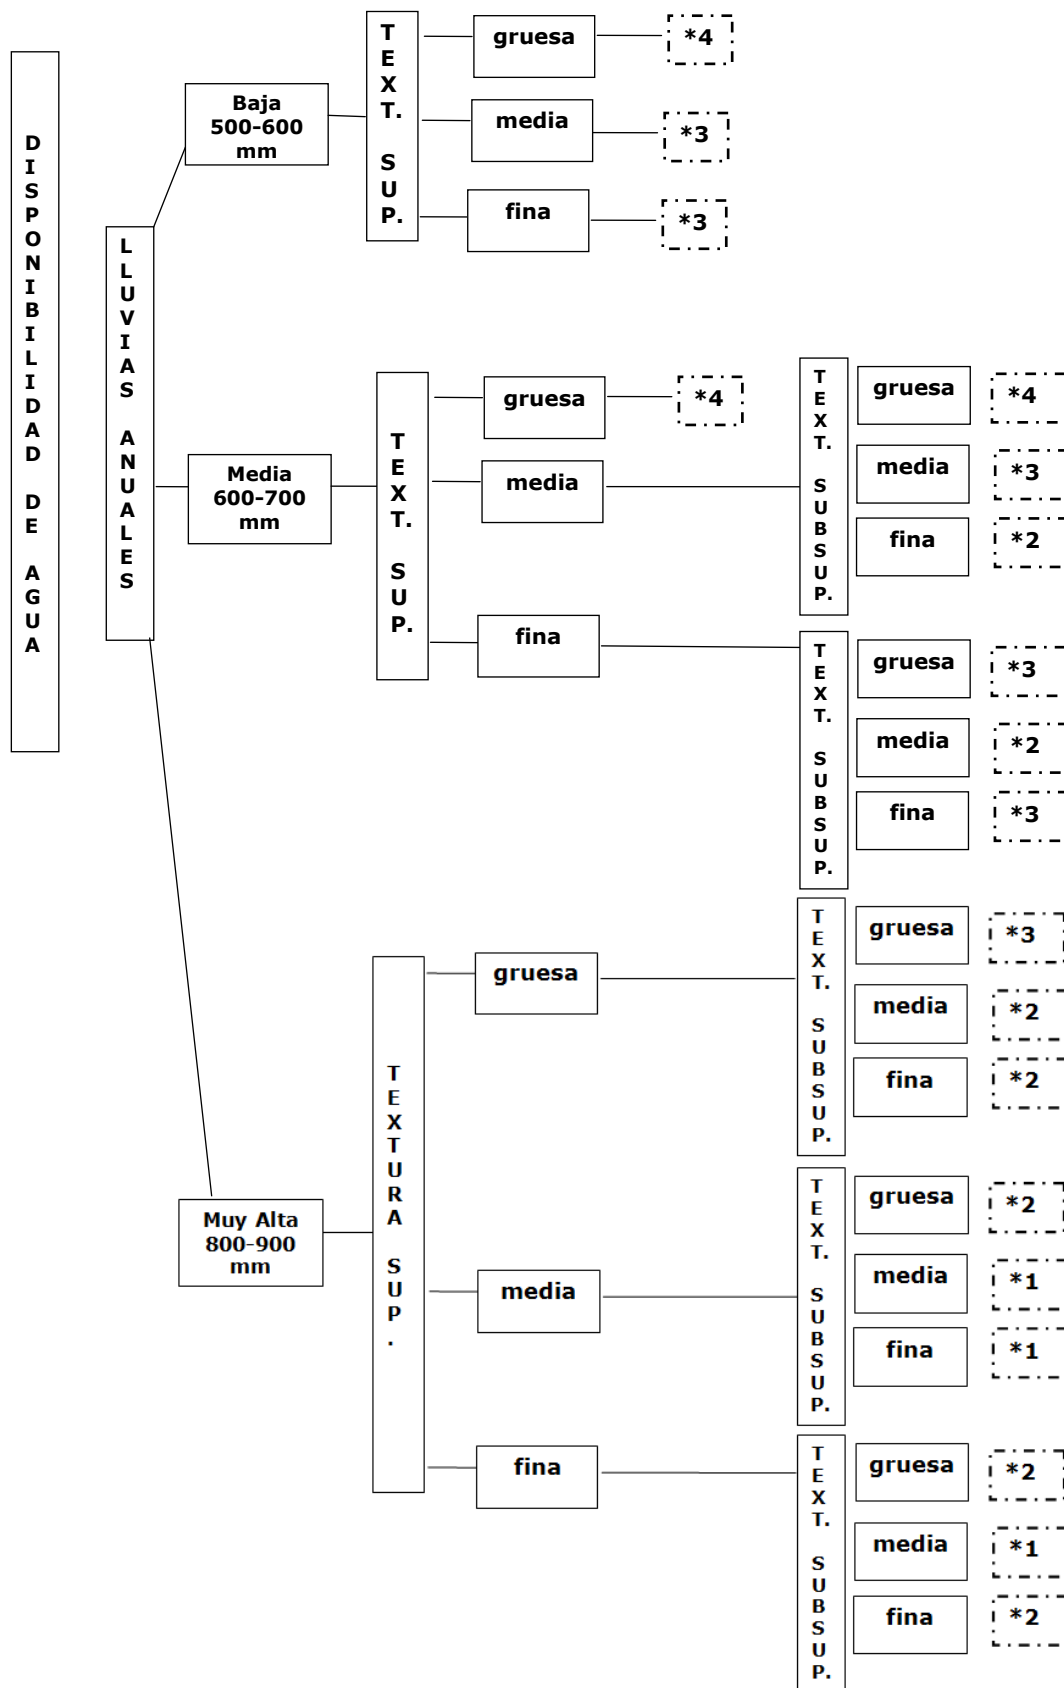 DISPONIBILIDAD DE AGUA
LLUVIAS ANUALES
Baja
500-600
mm
TEXT. SUP.
gruesa
*4
media
*3
fina
*3
Media
600-700
mm
TEXT. SUP.
gruesa
*4
media
TEXT. SUBSUP.
gruesa
*4
media
*3
fina
*2
fina
TEXT. SUBSUP.
gruesa
*3
media
*2
fina
*3
Muy Alta
800-900
mm
TEXTURA SUP.
gruesa
TEXT. SUBSUP.
gruesa
*3
media
*2
fina
*2
media
TEXT. SUBSUP.
gruesa
*2
media
*1
fina
*1
fina
TEXT. SUBSUP.
gruesa
*2
media
*1
fina
*2